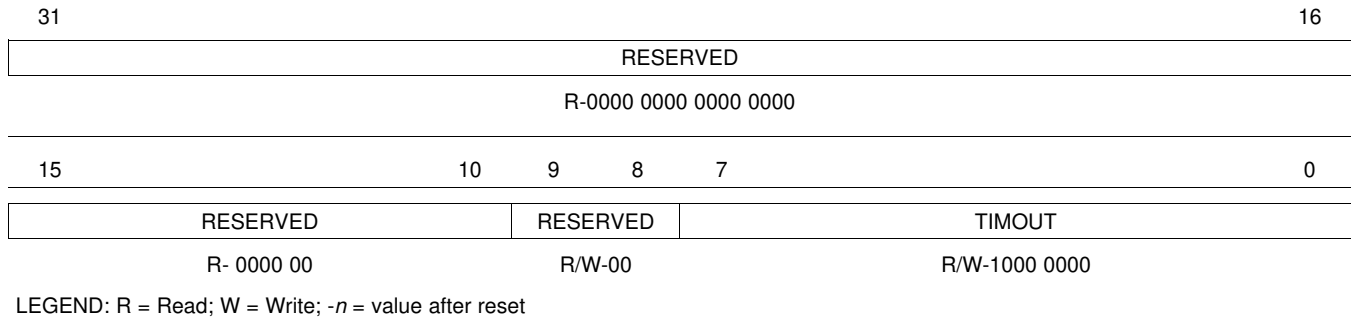 31 16
RESERVED
R-0000 0000 0000 0000
15 10 9 8 7 0
RESERVED RESERVED TIMOUT
R- 0000 00 R/W-00 R/W-1000 0000
LEGEND: R = Read; W = Write; -n = value after reset